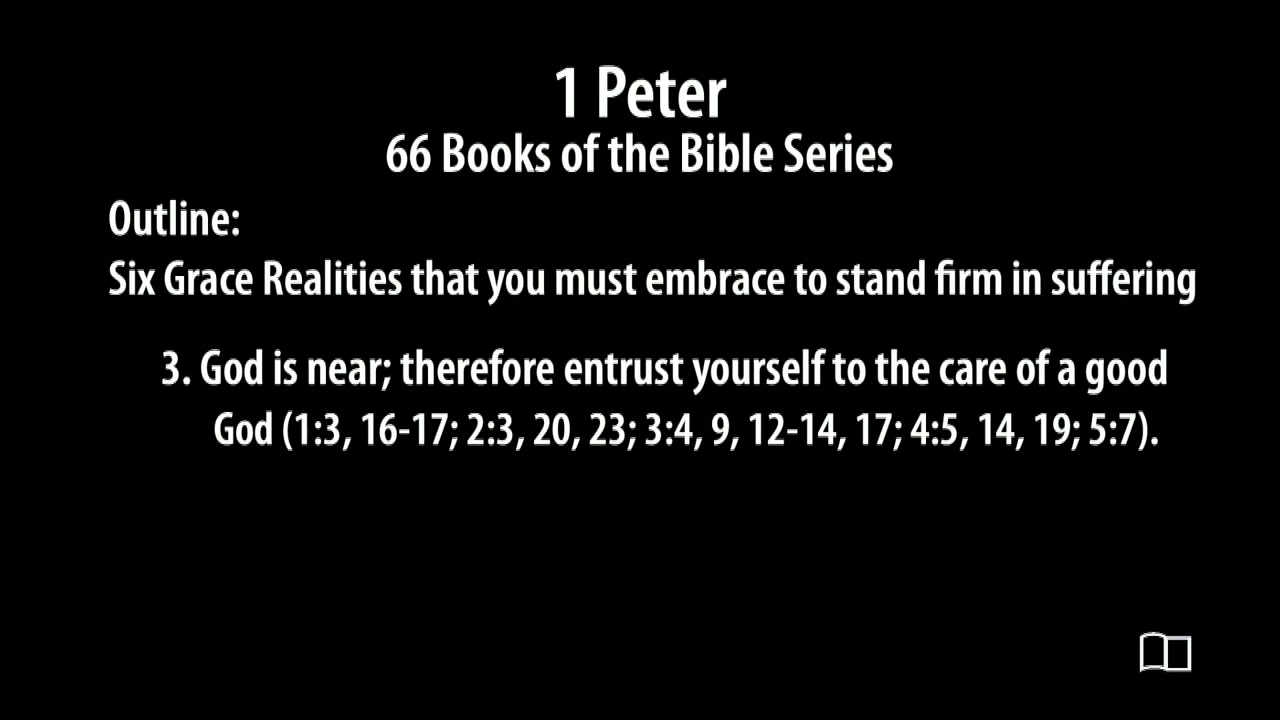 1 Peter
66 Books of the Bible Series
Outline:
Six Grace Realities that you must embrace to stand firm in suffering
3. God is near; therefore entrust yourself to the care of a good
God (1:3, 16-17; 2:3, 20, 23; 3:4, 9, 12-14, 17; 4:5, 14, 19; 5:7).